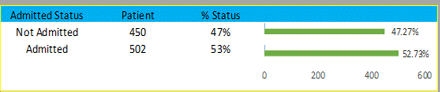 Admitted Status Patient % Status
Not Admitted 450 47% 47.27%
Admitted 502 53% 52.73%
0 200 400 600